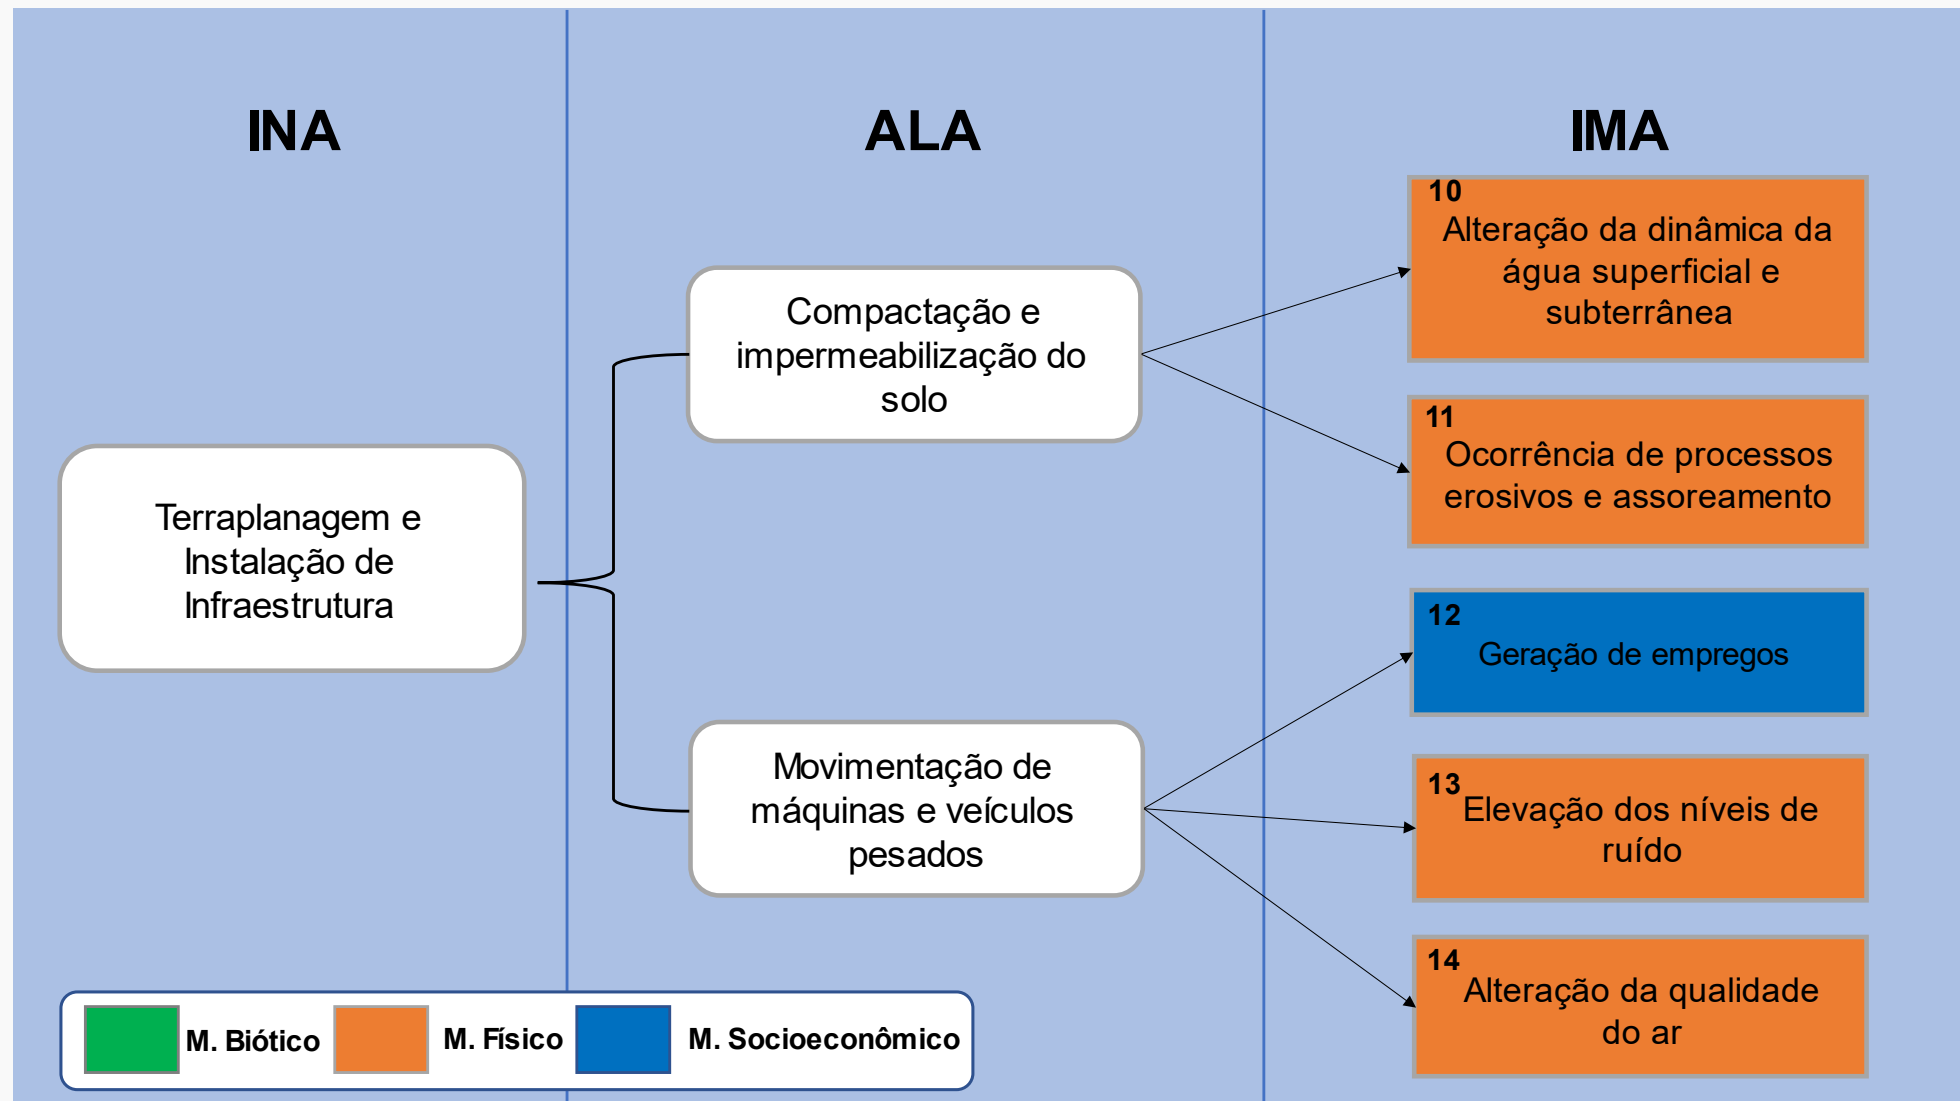 INA
ALA
IMA
Terraplanagem e
Instalação de
Infraestrutura
Compactação e
impermeabilização do
solo
Movimentação de
máquinas e veículos
pesados
10
Alteração da dinâmica da
água superficial e
subterrânea
11
Ocorrência de processos
erosivos e assoreamento
12
Geração de empregos
13
Elevação dos níveis de
ruído
14
Alteração da qualidade
do ar
M. Biótico
M. Físico
M. Socioeconômico